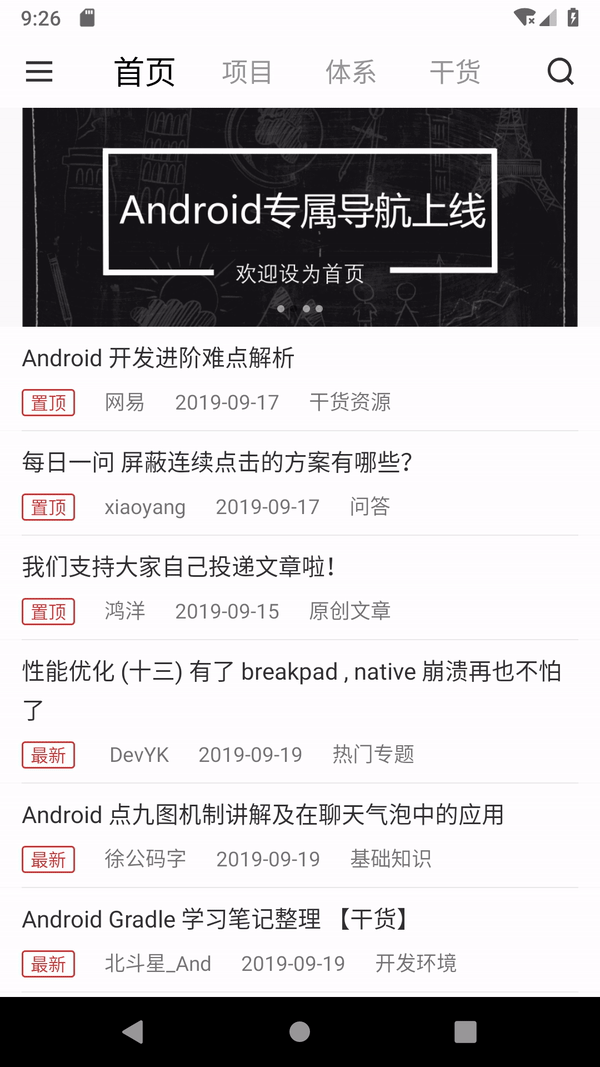 9:26
首页 项目 体系 干货
Android专属导航上线
欢迎设为首页
Android 开发进阶难点解析
置顶 网易 2019-09-17 干货资源
每日一问 屏蔽连续点击的方案有哪些？
置顶 xiaoyang 2019-09-17 问答
我们支持大家自己投递文章啦！
置顶 鸿洋 2019-09-15 原创文章
性能优化 (十三) 有了 breakpad , native 崩溃再也不怕
了
最新 DevYK 2019-09-19 热门专题
Android 点九图机制讲解及在聊天气泡中的应用
最新 徐公码字 2019-09-19 基础知识
Android Gradle 学习笔记整理 【干货】
最新 北斗星_And 2019-09-19 开发环境